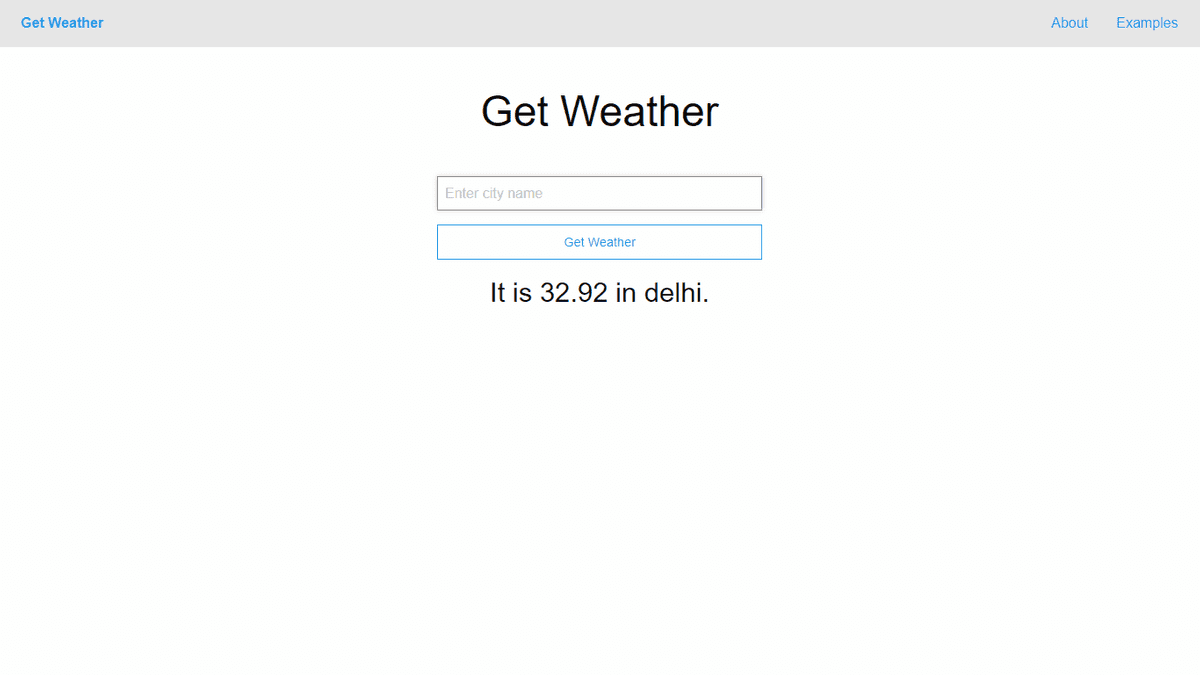 Get Weather About Examples
Get Weather
Enter city name
Get Weather
It is 32.92 in delhi.